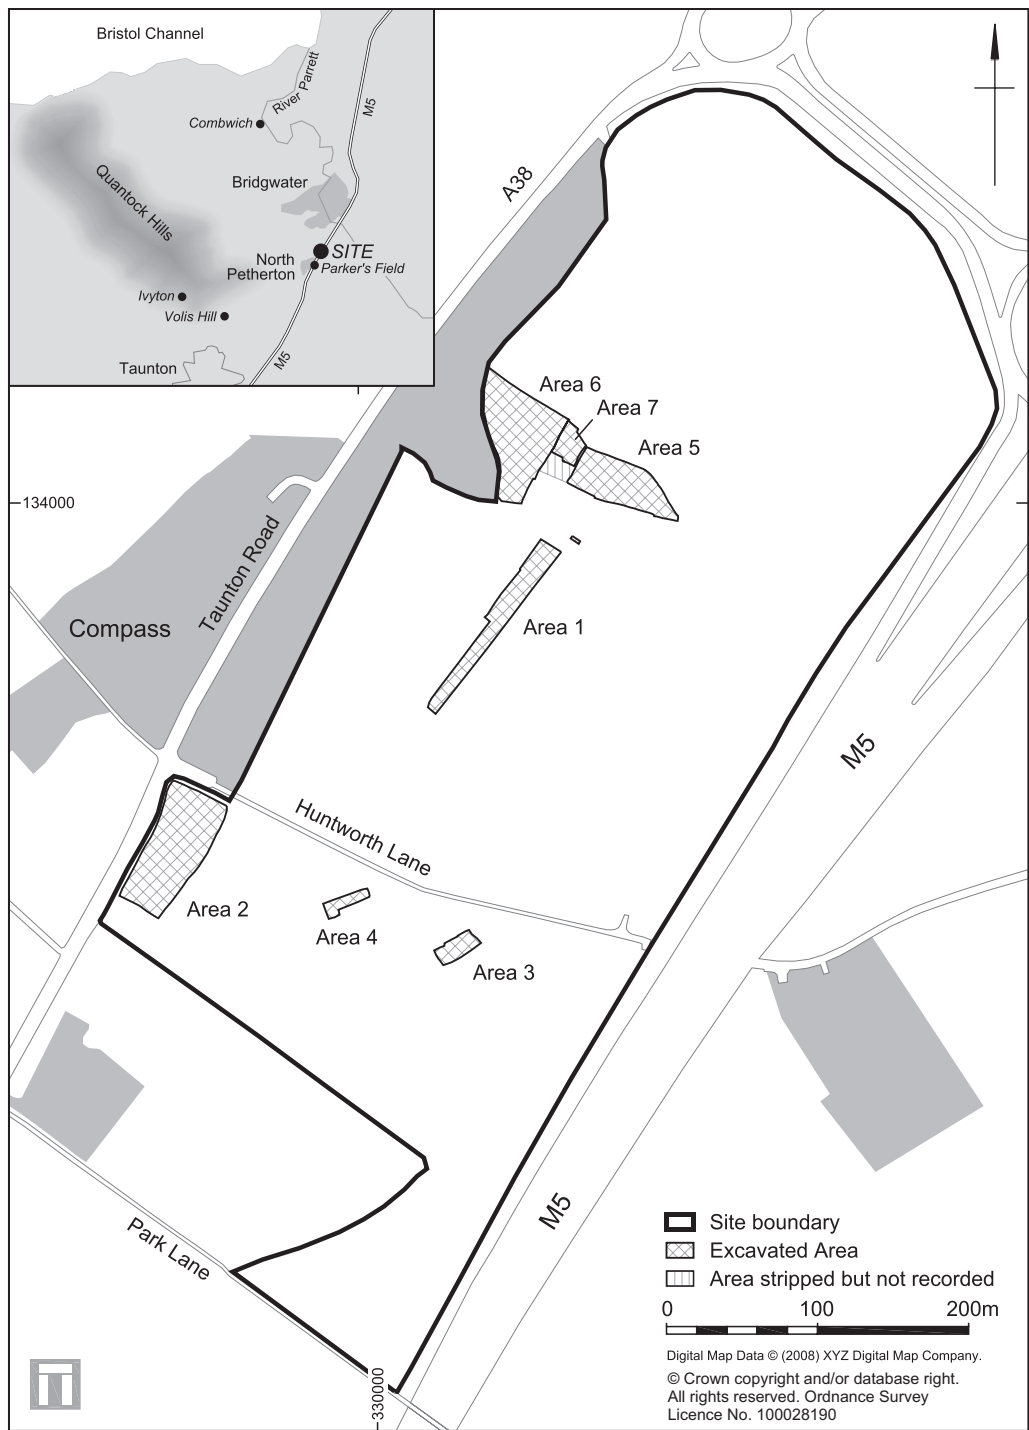 Bristol Channel
River Parrett
M5
Combwich
Quantock Hills
Bridgwater
SITE
North
Petherton
Parker's Field
Ivyton
Volis Hill
M5
Taunton
A38
Area 6
Area 7
Area 5
134000
Taunton Road
Compass
Area 1
M5
Huntworth Lane
Area 2
Area 4
Area 3
M5
Park Lane
330000
Site boundary
Excavated Area
Area stripped but not recorded
0 100 200m
Digital Map Data © (2008) XYZ Digital Map Company.
© Crown copyright and/or database right.
All rights reserved. Ordnance Survey
Licence No. 100028190